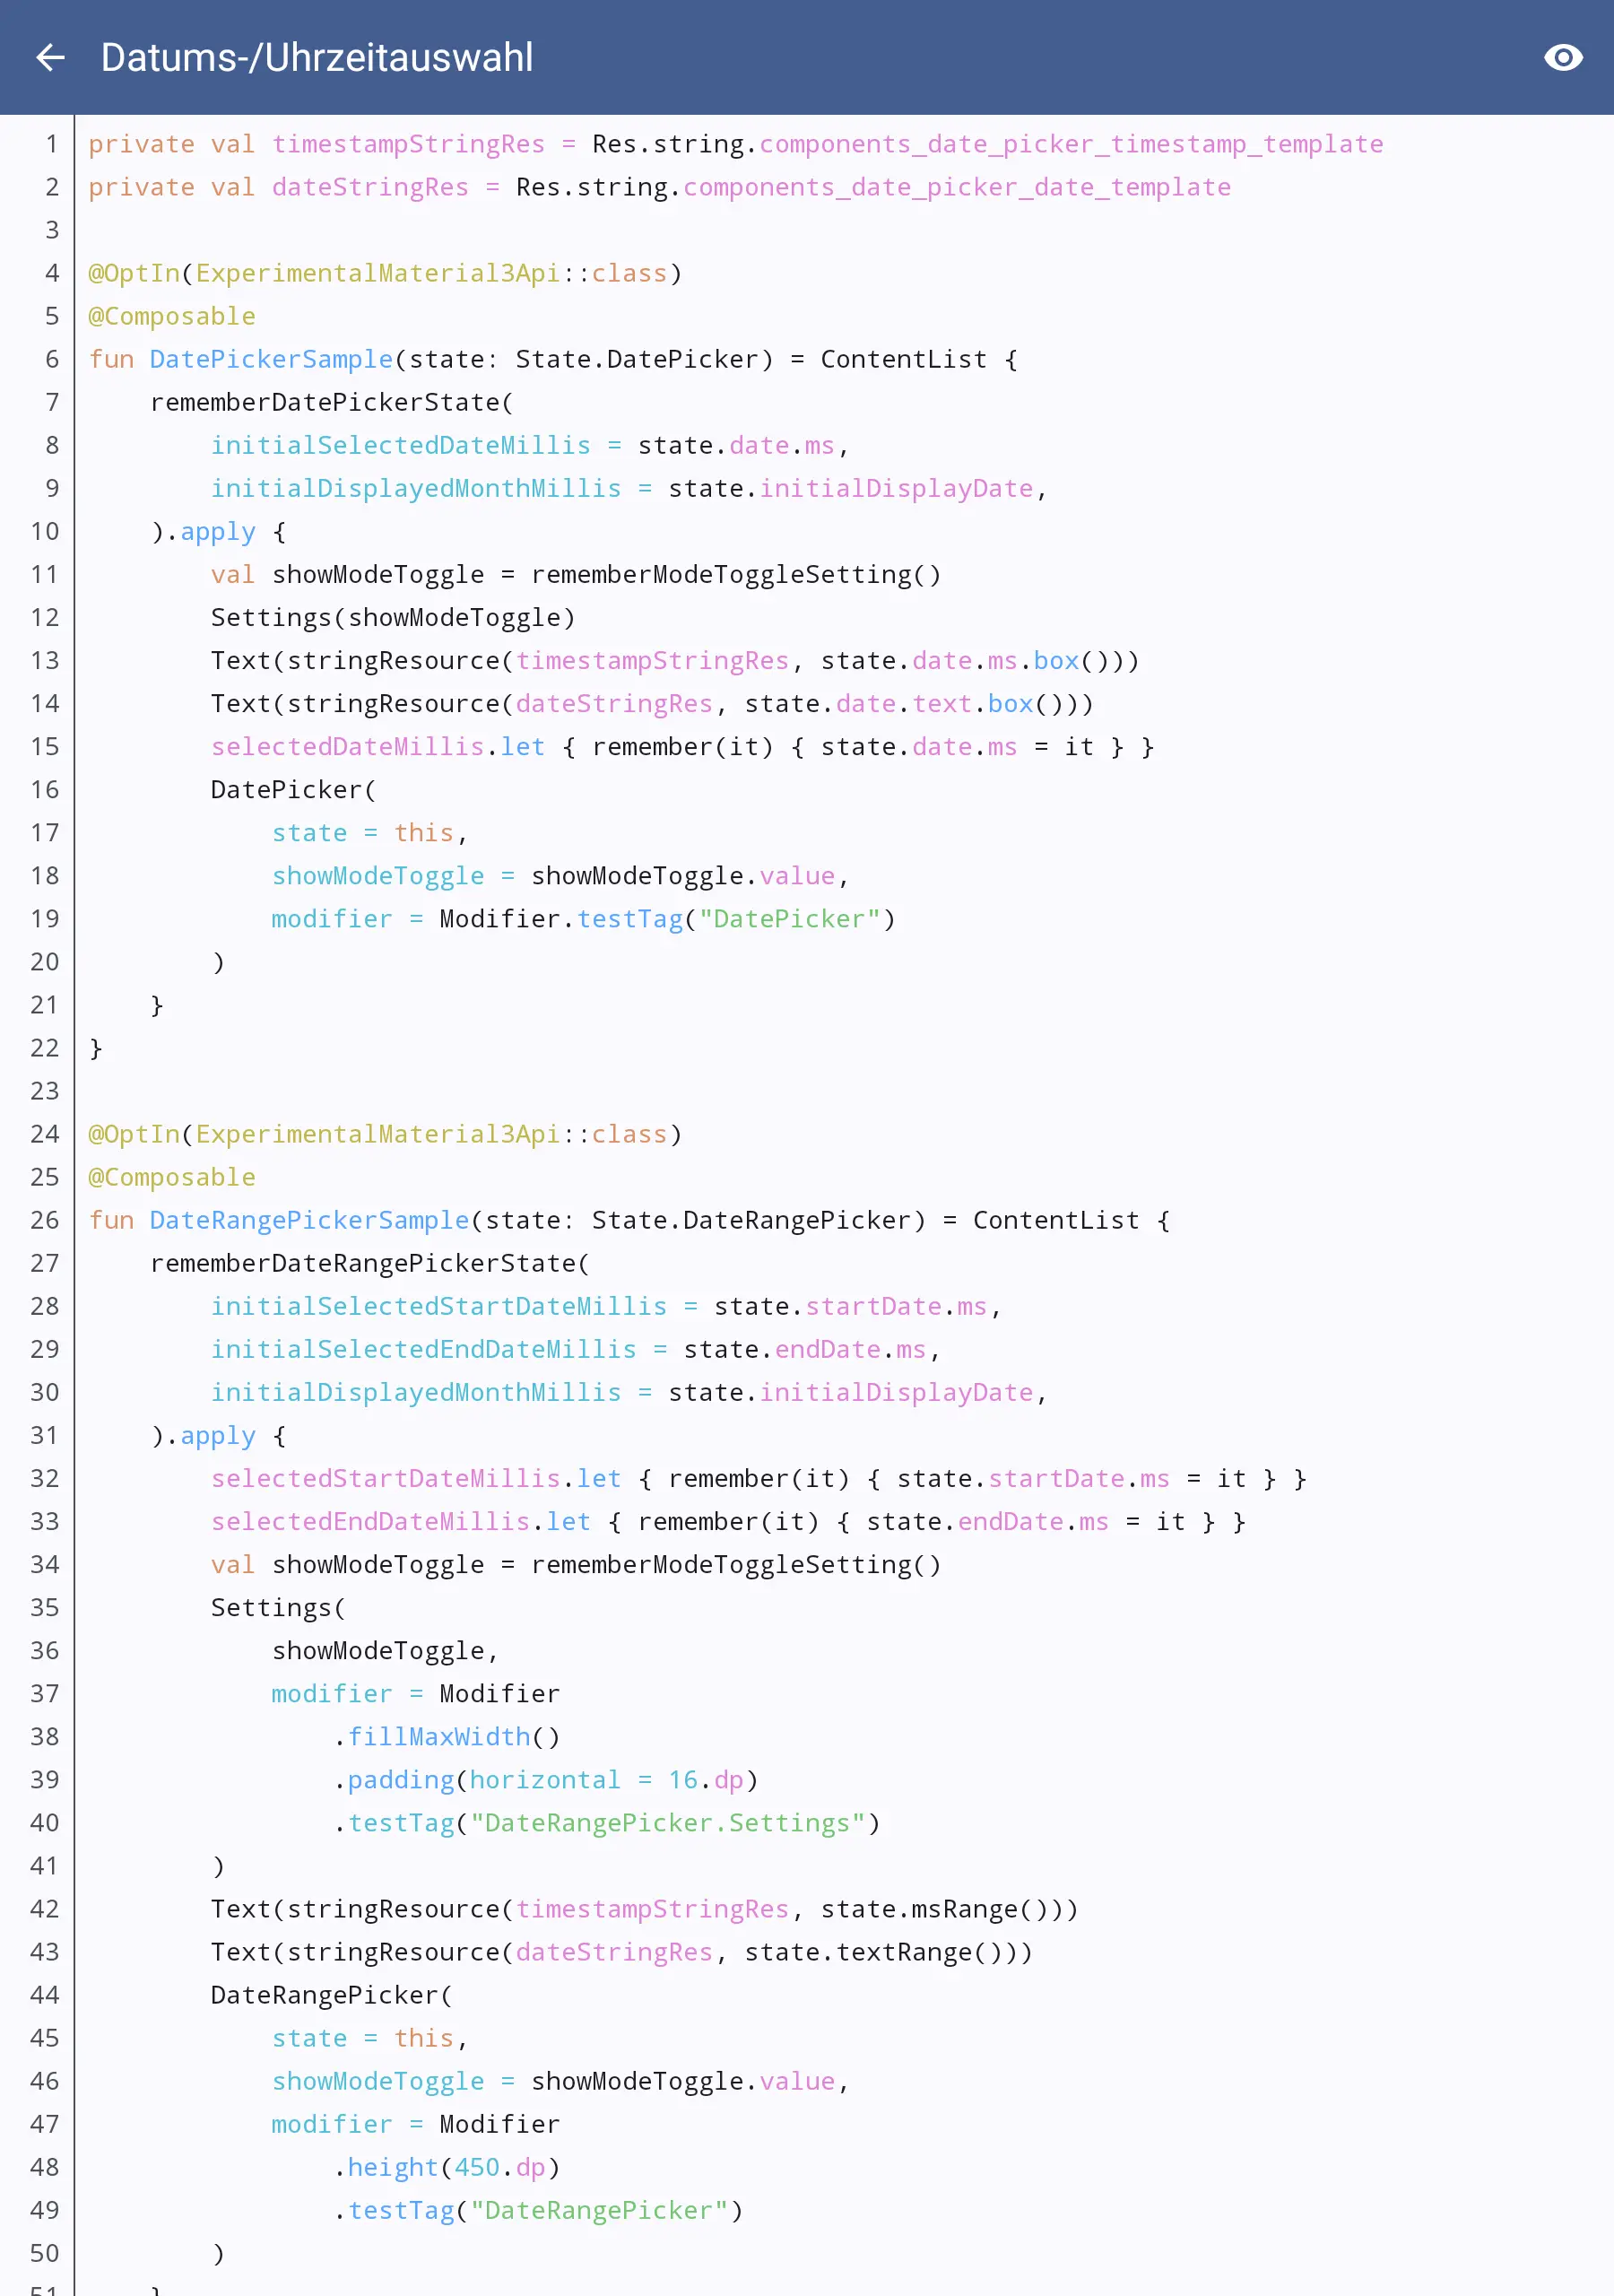 Datums-/Uhrzeitauswahl
1 private val timestampStringRes = Res.string.components_date_picker_timestamp_template
2 private val dateStringRes = Res.string.components_date_picker_date_template
3
4 @OptIn(ExperimentalMaterial3Api::class)
5 @Composable
6 fun DatePickerSample(state: State.DatePicker) = ContentList {
7     rememberDatePickerState(
8         initialSelectedDateMillis = state.date.ms,
9         initialDisplayedMonthMillis = state.initialDisplayDate,
10     ).apply {
11         val showModeToggle = rememberModeToggleSetting()
12         Settings(showModeToggle)
13         Text(stringResource(timestampStringRes, state.date.ms.box()))
14         Text(stringResource(dateStringRes, state.date.text.box()))
15         selectedDateMillis.let { remember(it) { state.date.ms = it } }
16         DatePicker(
17             state = this,
18             showModeToggle = showModeToggle.value,
19             modifier = Modifier.testTag("DatePicker")
20         )
21     }
22 }
23
24 @OptIn(ExperimentalMaterial3Api::class)
25 @Composable
26 fun DateRangePickerSample(state: State.DateRangePicker) = ContentList {
27     rememberDateRangePickerState(
28         initialSelectedStartDateMillis = state.startDate.ms,
29         initialSelectedEndDateMillis = state.endDate.ms,
30         initialDisplayedMonthMillis = state.initialDisplayDate,
31     ).apply {
32         selectedStartDateMillis.let { remember(it) { state.startDate.ms = it } }
33         selectedEndDateMillis.let { remember(it) { state.endDate.ms = it } }
34         val showModeToggle = rememberModeToggleSetting()
35         Settings(
36             showModeToggle,
37             modifier = Modifier
38                 .fillMaxWidth()
39                 .padding(horizontal = 16.dp)
40                 .testTag("DateRangePicker.Settings")
41         )
42         Text(stringResource(timestampStringRes, state.msRange()))
43         Text(stringResource(dateStringRes, state.textRange()))
44         DateRangePicker(
45             state = this,
46             showModeToggle = showModeToggle.value,
47             modifier = Modifier
48                 .height(450.dp)
49                 .testTag("DateRangePicker")
50         )
51     }